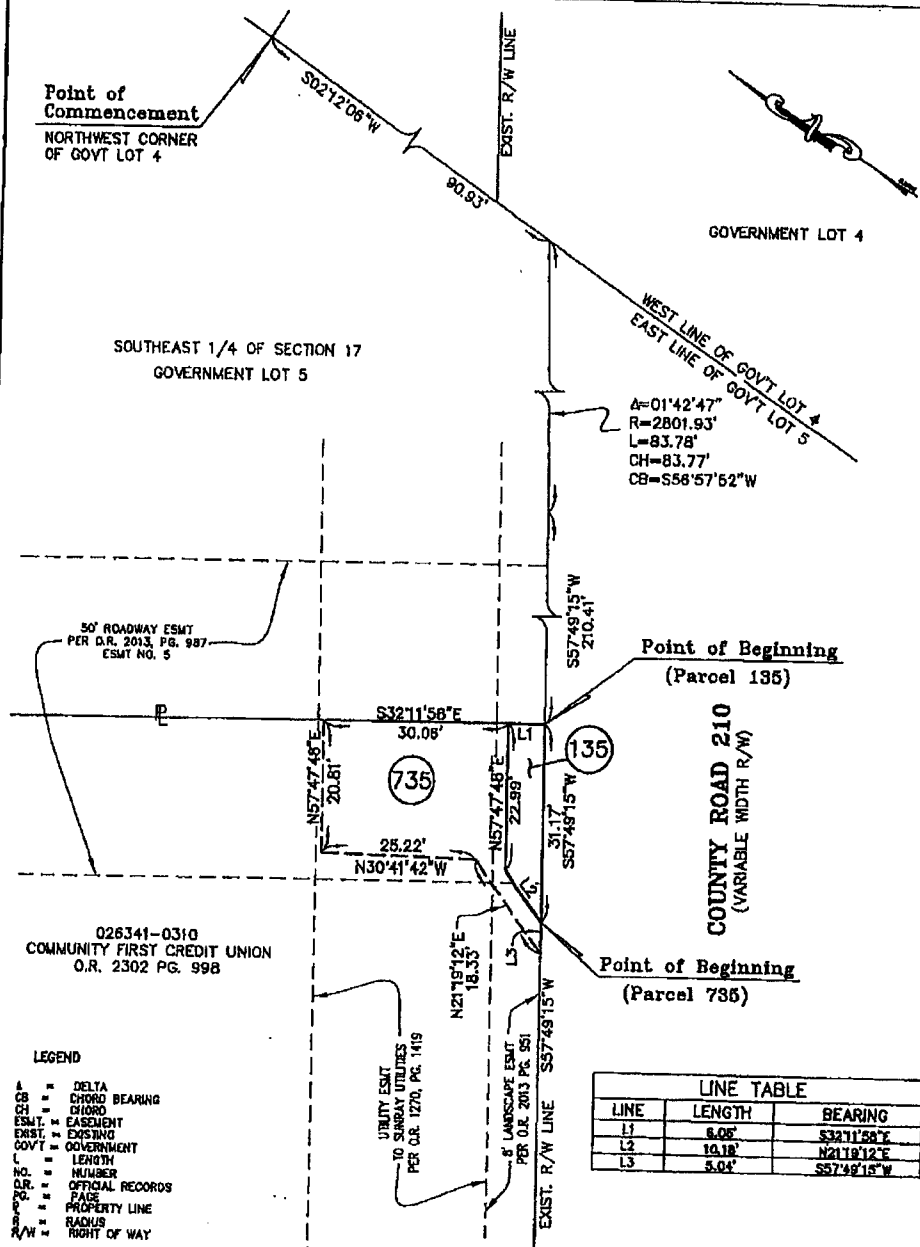 Point of
Commencement
NORTHWEST CORNER
OF GOVT LOT 4
S02°12'06"W
90.93'
EXIST. R/W LINE
GOVERNMENT LOT 4
WEST LINE OF GOV'T LOT 4
EAST LINE OF GOV'T LOT 5
SOUTHEAST 1/4 OF SECTION 17
GOVERNMENT LOT 5
Δ=01°42'47"
R=2801.93'
L=83.78'
CH=83.77'
CB=S56°57'52"W
50' ROADWAY ESMT
PER O.R. 2013, PG. 987
ESMT NO. 5
S57°49'15"W
210.41'
Point of Beginning
(Parcel 135)
S32°11'58"E
30.06'
L1
135
N57°47'48"E
20.81'
735
N57°47'48"E
22.99'
31.17'
S57°49'15"W
COUNTY ROAD 210
(VARIABLE WIDTH R/W)
25.22'
N30°41'42"W
L2
N21°19'12"E
18.33'
L3
Point of Beginning
(Parcel 735)
026341-0310
COMMUNITY FIRST CREDIT UNION
O.R. 2302 PG. 998
UTILITY ESMT
TO SUNRAY UTILITIES
PER O.R. 1270, PG. 1419
8' LANDSCAPE ESMT
PER O.R. 2013 PG. 951
EXIST. R/W LINE S57°49'15"W
LEGEND
Δ = DELTA
CB = CHORD BEARING
CH = CHORD
ESMT. = EASEMENT
EXIST. = EXISTING
GOV'T = GOVERNMENT
L = LENGTH
NO. = NUMBER
O.R. = OFFICIAL RECORDS
PG. = PAGE
P = PROPERTY LINE
R = RADIUS
R/W = RIGHT OF WAY
LINE TABLE
LINE LENGTH BEARING
L1 6.06' S32°11'58"E
L2 10.18' N21°19'12"E
L3 5.04' S57°49'15"W